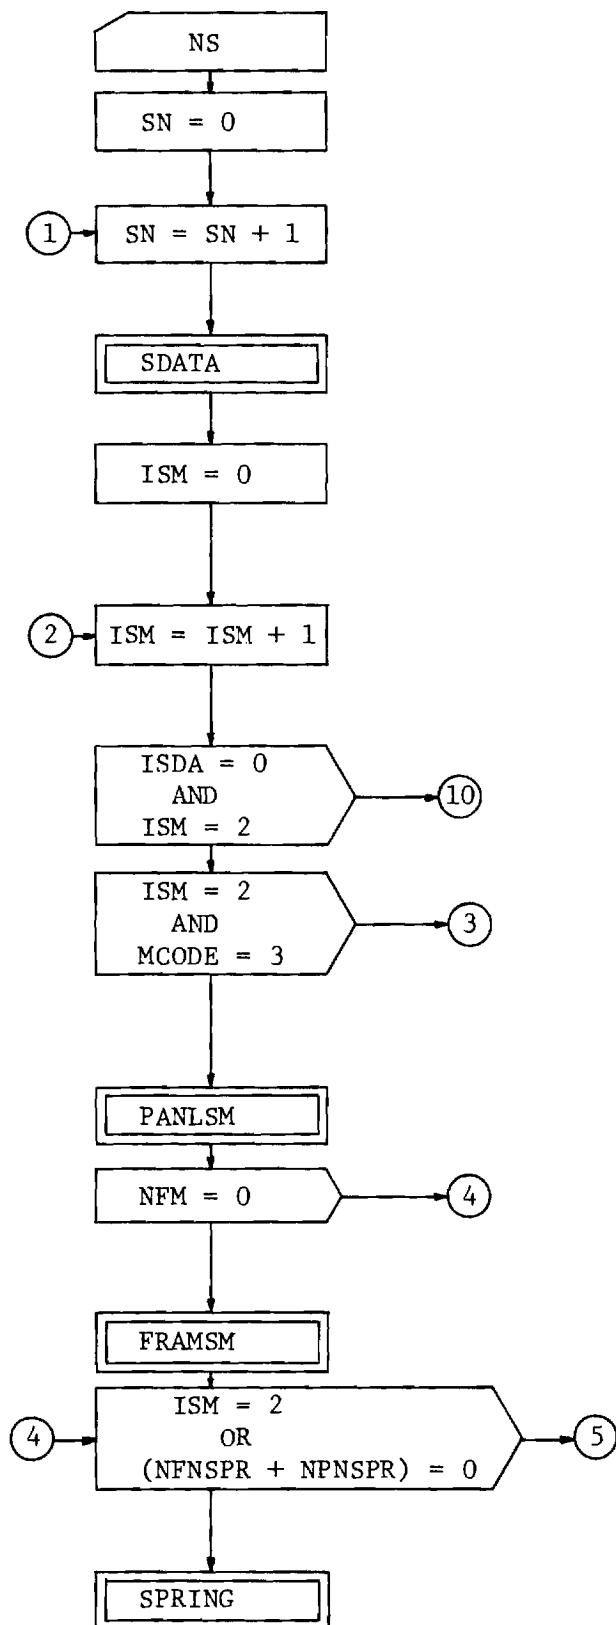 NS
SN = 0
1
SN = SN + 1
SDATA
ISM = 0
2
ISM = ISM + 1
ISDA = 0
AND
ISM = 2
10
ISM = 2
AND
MCODE = 3
3
PANLSM
NFM = 0
4
FRAMSM
4
ISM = 2
OR
(NFNSPR + NPNSPR) = 0
5
SPRING